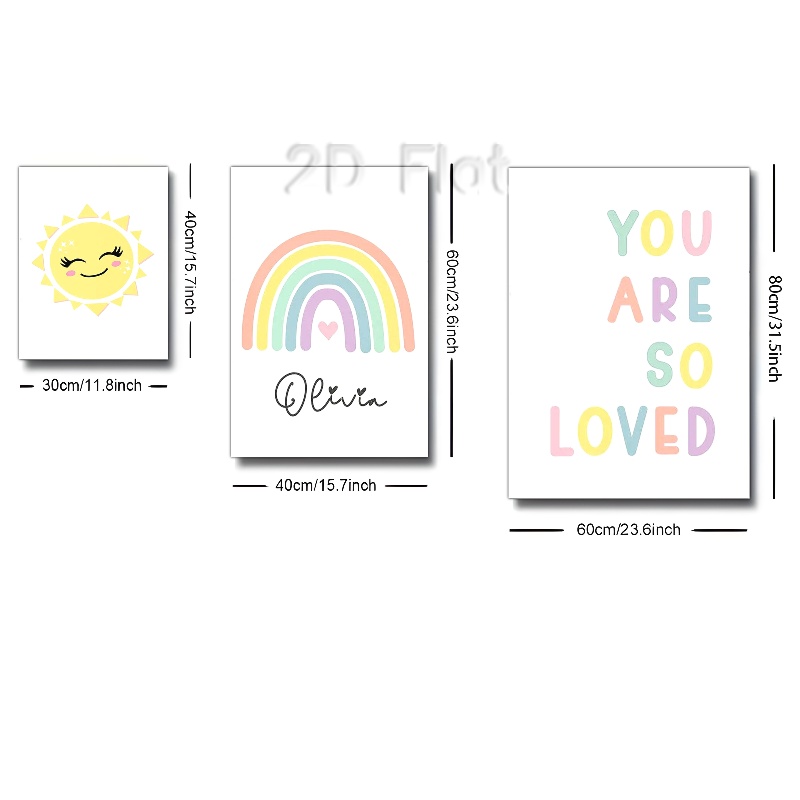 2D Flat
40cm/15.7inch
30cm/11.8inch
Olivia
60cm/23.6inch
40cm/15.7inch
YOU
ARE
SO
LOVED
80cm/31.5inch
60cm/23.6inch